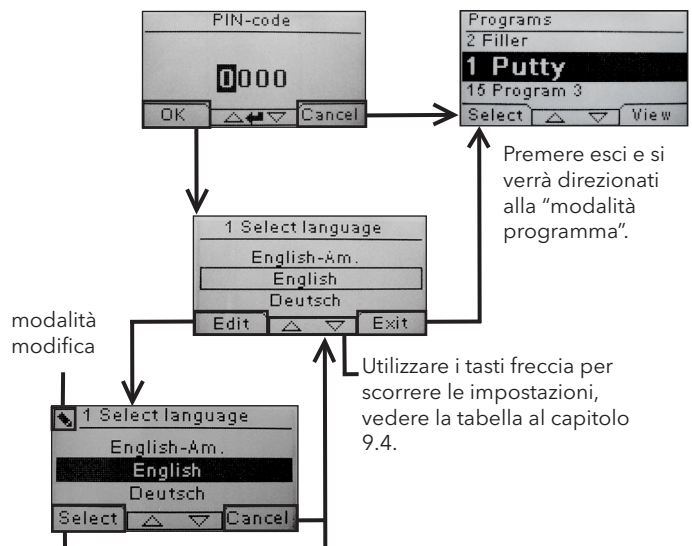 PIN-code
0000
OK
Cancel
Programs
2 Filler
1 Putty
15 Program 3
Select
View
Premere esci e si
verrà direzionati
alla “modalità
programma”.
1 Select language
English-Am.
English
Deutsch
Edit
Exit
modalità
modifica
Utilizzare i tasti freccia per
scorrere le impostazioni,
vedere la tabella al capitolo
9.4.
1 Select language
English-Am.
English
Deutsch
Select
Cancel